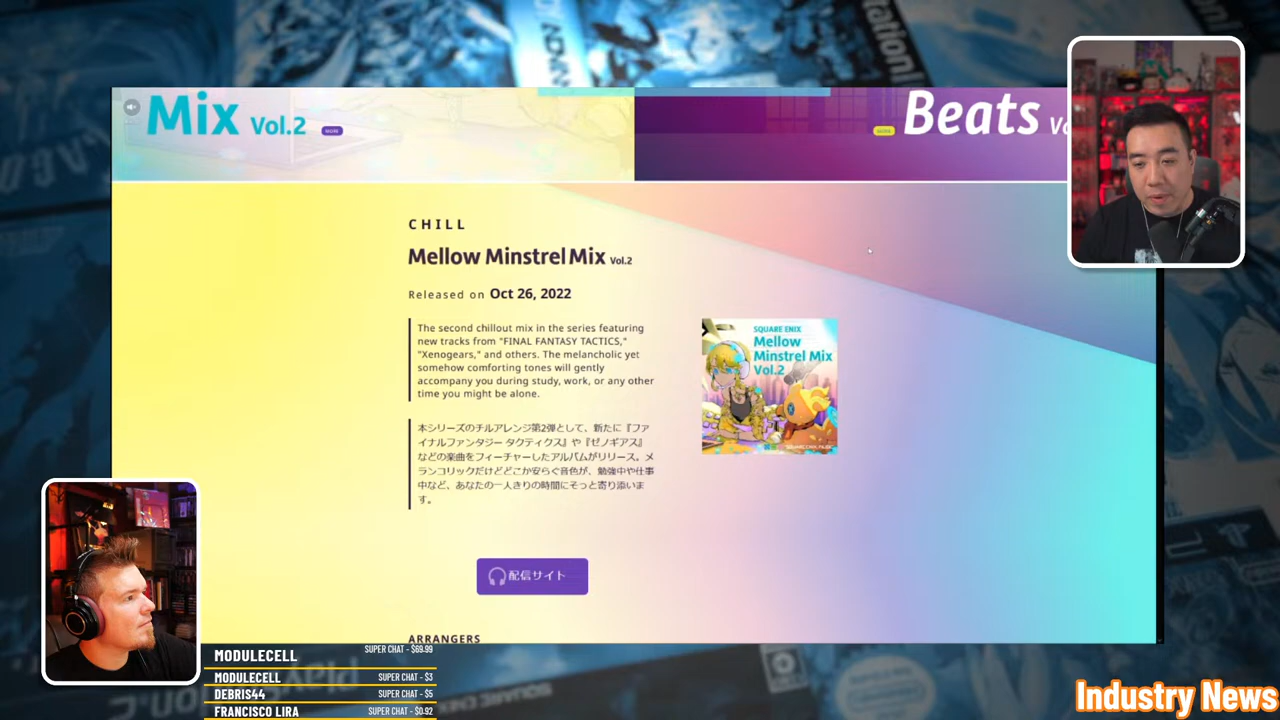 Mix Vol.2
MORE
Beats
CHILL
Mellow Minstrel Mix Vol.2
Released on Oct 26, 2022
The second chillout mix in the series featuring
new tracks from "FINAL FANTASY TACTICS,"
"Xenogears," and others. The melancholic yet
somehow comforting tones will gently
accompany you during study, work, or any other
time you might be alone.
本シリーズのチルアレンジ第2弾として、新たに『ファ
イナルファンタジー タクティクス』や『ゼノギアス』
などの楽曲をフィーチャーしたアルバムがリリース。メ
ランコリックだけどどこか安らぐ音色が、勉強中や仕事
中など、あなたの一人きりの時間にそっと寄り添いま
す。
SQUARE ENIX
Mellow
Minstrel Mix
Vol.2
配信サイト
ARRANGERS
MODULECELL SUPER CHAT - $69.99
MODULECELL SUPER CHAT - $3
DEBRIS44 SUPER CHAT - $5
FRANCISCO LIRA SUPER CHAT - $0.92
Industry News